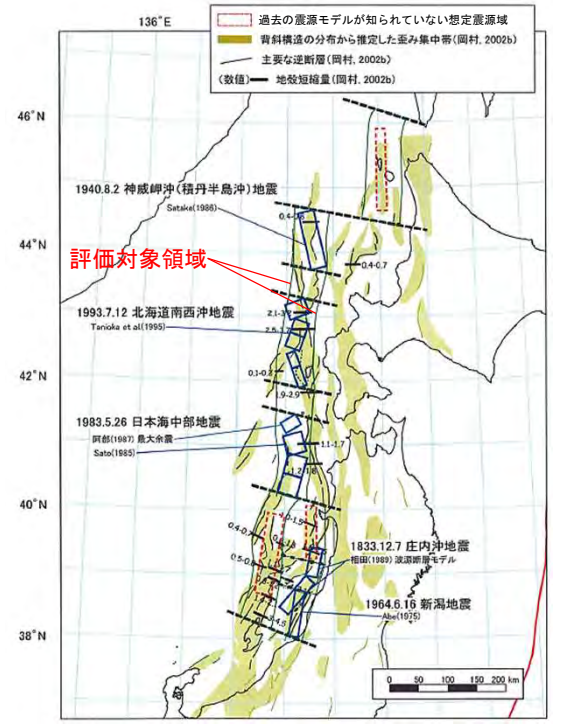 136°E
過去の震源モデルが知られていない想定震源域
背斜構造の分布から推定した歪み集中帯(岡村, 2002b)
主要な逆断層(岡村, 2002b)
(数値) 地殻短縮量(岡村, 2002b)
46°N
1940.8.2 神威岬沖(積丹半島沖)地震
Satake(1986)
44°N
評価対象領域
0.4-0.7
1993.7.12 北海道南西沖地震
Tanioka et al(1995)
42°N
1.9-2.9
1983.5.26 日本海中部地震
阿部(1987) 最大余震
Sato(1985)
1.1-1.7
40°N
1833.12.7 庄内沖地震
相田(1989) 波源断層モデル
1964.6.16 新潟地震
Abe(1975)
38°N
0 50 100 150 200 km